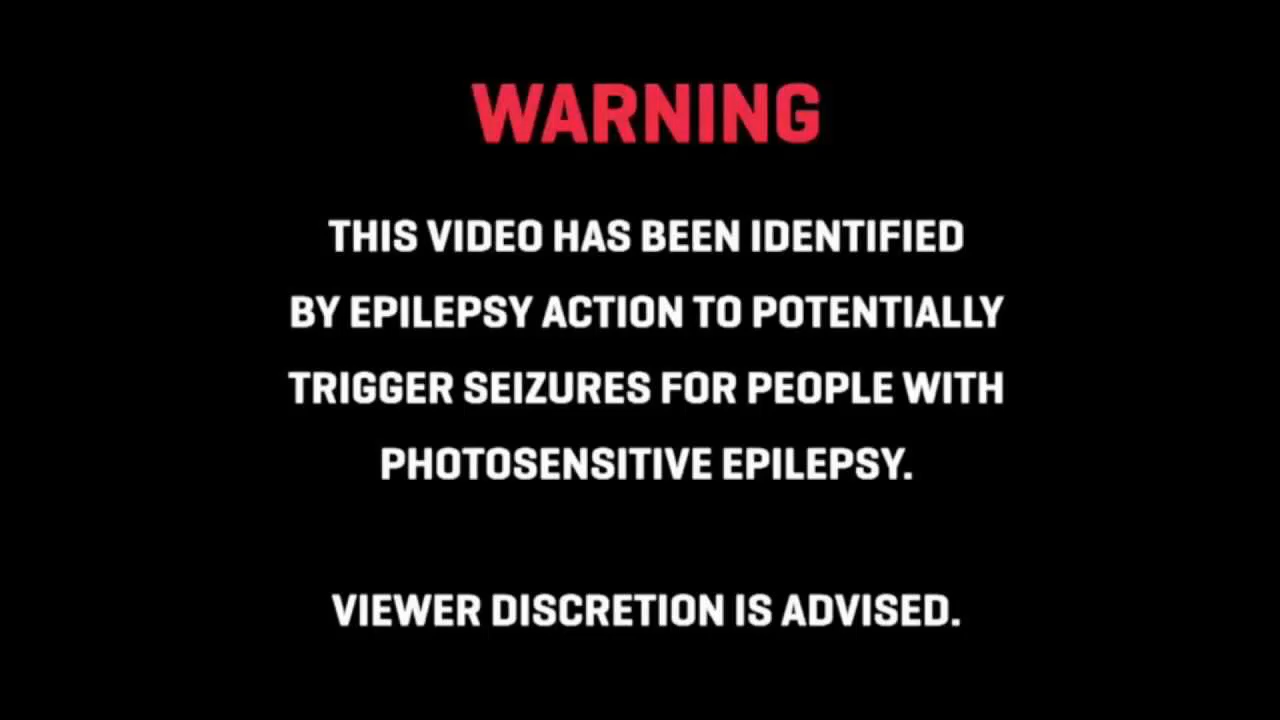 WARNING
THIS VIDEO HAS BEEN IDENTIFIED
BY EPILEPSY ACTION TO POTENTIALLY
TRIGGER SEIZURES FOR PEOPLE WITH
PHOTOSENSITIVE EPILEPSY.
VIEWER DISCRETION IS ADVISED.